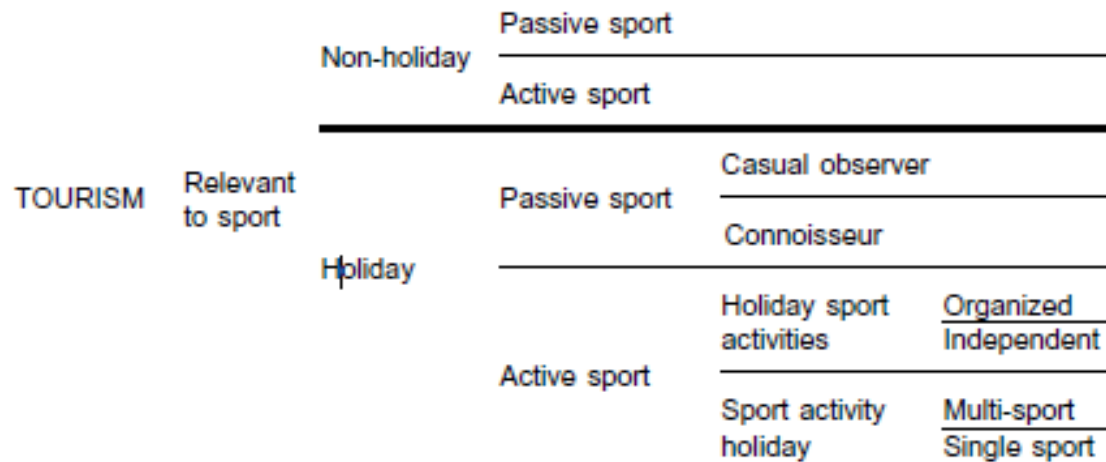 Passive sport
Non-holiday
Active sport
Casual observer
TOURISM Relevant to sport
Passive sport
Connoisseur
Holiday
Holiday sport activities
Organized
Independent
Active sport
Sport activity holiday
Multi-sport
Single sport